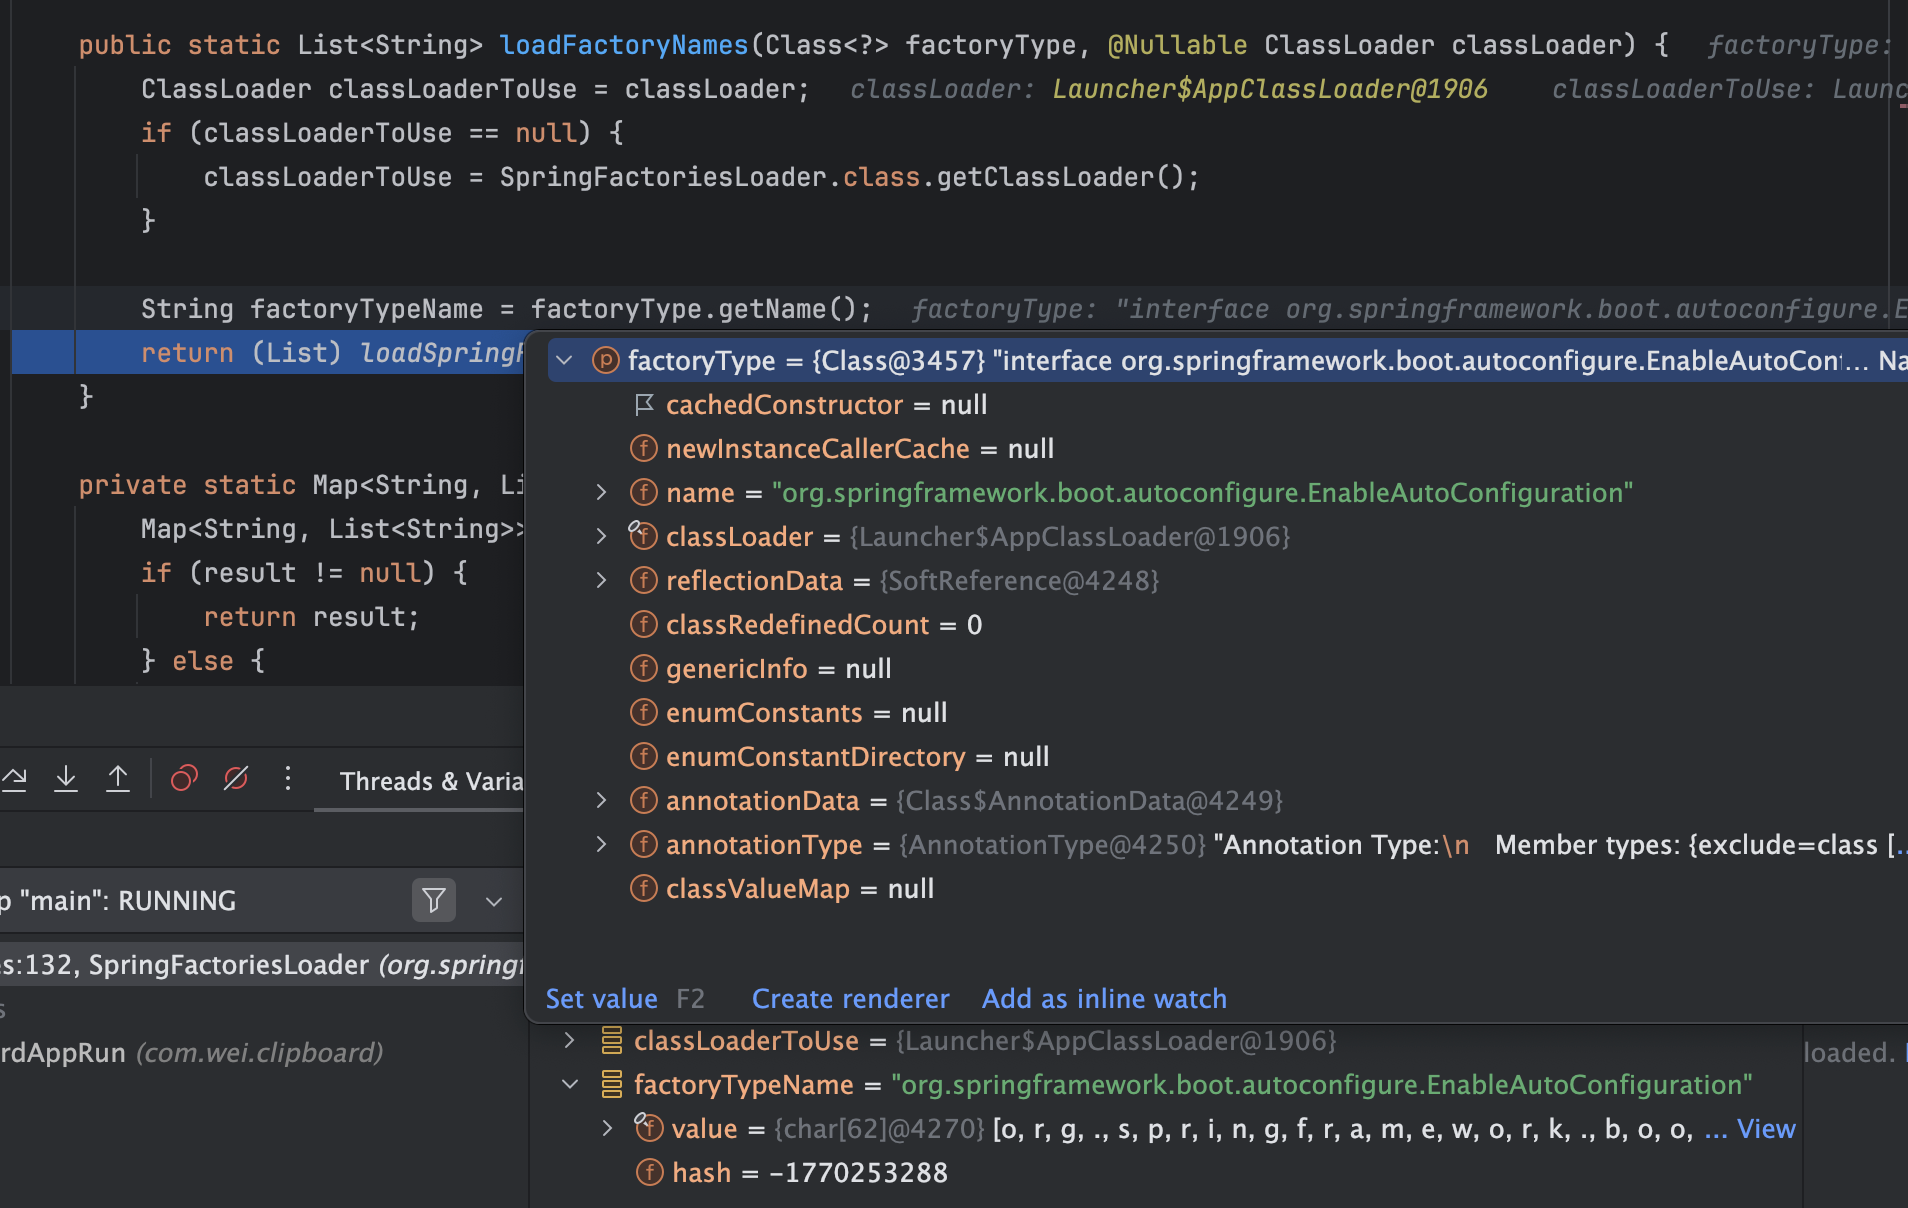 public static List<String> loadFactoryNames(Class<?> factoryType, @Nullable ClassLoader classLoader) {  factoryType:
ClassLoader classLoaderToUse = classLoader;  classLoader: Launcher$AppClassLoader@1906  classLoaderToUse: Launc
if (classLoaderToUse == null) {
classLoaderToUse = SpringFactoriesLoader.class.getClassLoader();
}
String factoryTypeName = factoryType.getName();  factoryType: "interface org.springframework.boot.autoconfigure.E
return (List) loadSpringF
}
private static Map<String, Li
Map<String, List<String>>
if (result != null) {
return result;
} else {
factoryType = {Class@3457} "interface org.springframework.boot.autoconfigure.EnableAutoConf... Na
cachedConstructor = null
newInstanceCallerCache = null
name = "org.springframework.boot.autoconfigure.EnableAutoConfiguration"
classLoader = {Launcher$AppClassLoader@1906}
reflectionData = {SoftReference@4248}
classRedefinedCount = 0
genericInfo = null
enumConstants = null
enumConstantDirectory = null
annotationData = {Class$AnnotationData@4249}
annotationType = {AnnotationType@4250} "Annotation Type:\n   Member types: {exclude=class [..
classValueMap = null
Set value F2 Create renderer Add as inline watch
Threads & Varia
p "main": RUNNING
es:132, SpringFactoriesLoader (org.springf
s
rdAppRun (com.wei.clipboard)
classLoaderToUse = {Launcher$AppClassLoader@1906}
loaded.
factoryTypeName = "org.springframework.boot.autoconfigure.EnableAutoConfiguration"
value = {char[62]@4270} [o, r, g, ., s, p, r, i, n, g, f, r, a, m, e, w, o, r, k, ., b, o, o, ... View
hash = -1770253288